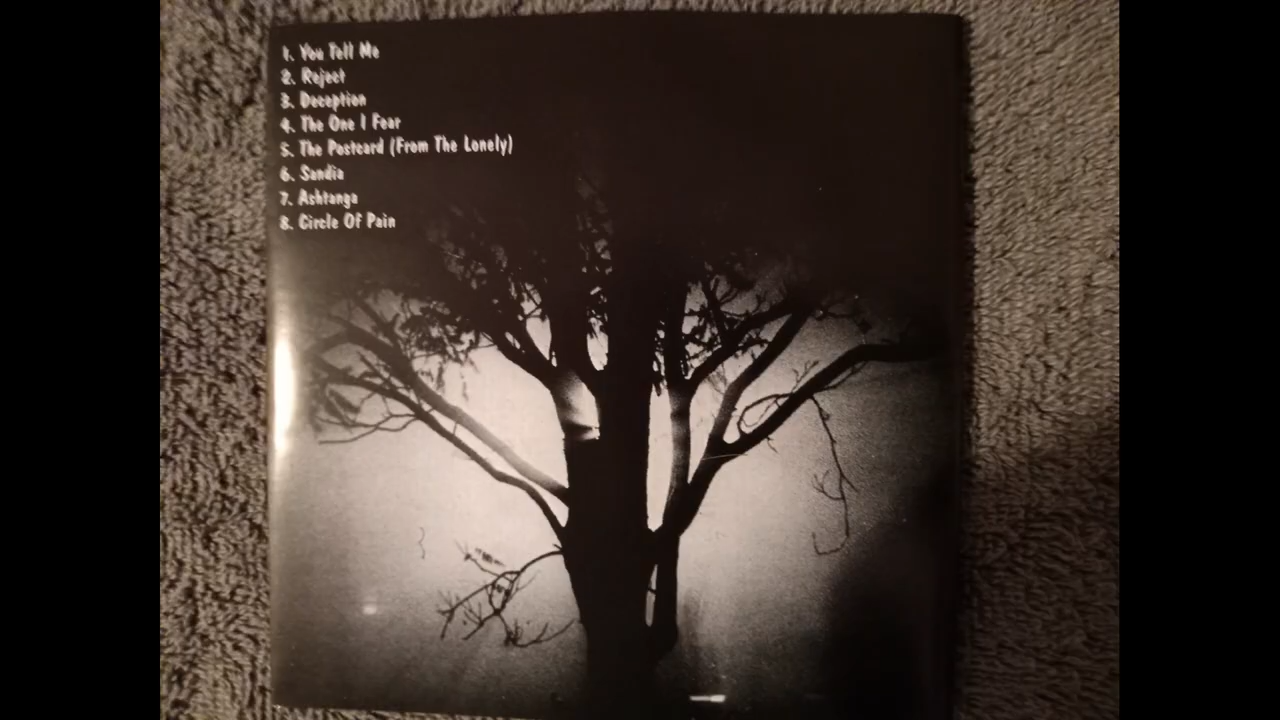 1. You Tell Me
2. Reject
3. Deception
4. The One I Fear
5. The Postcard (From The Lonely)
6. Sandia
7. Ashtanga
8. Circle Of Pain